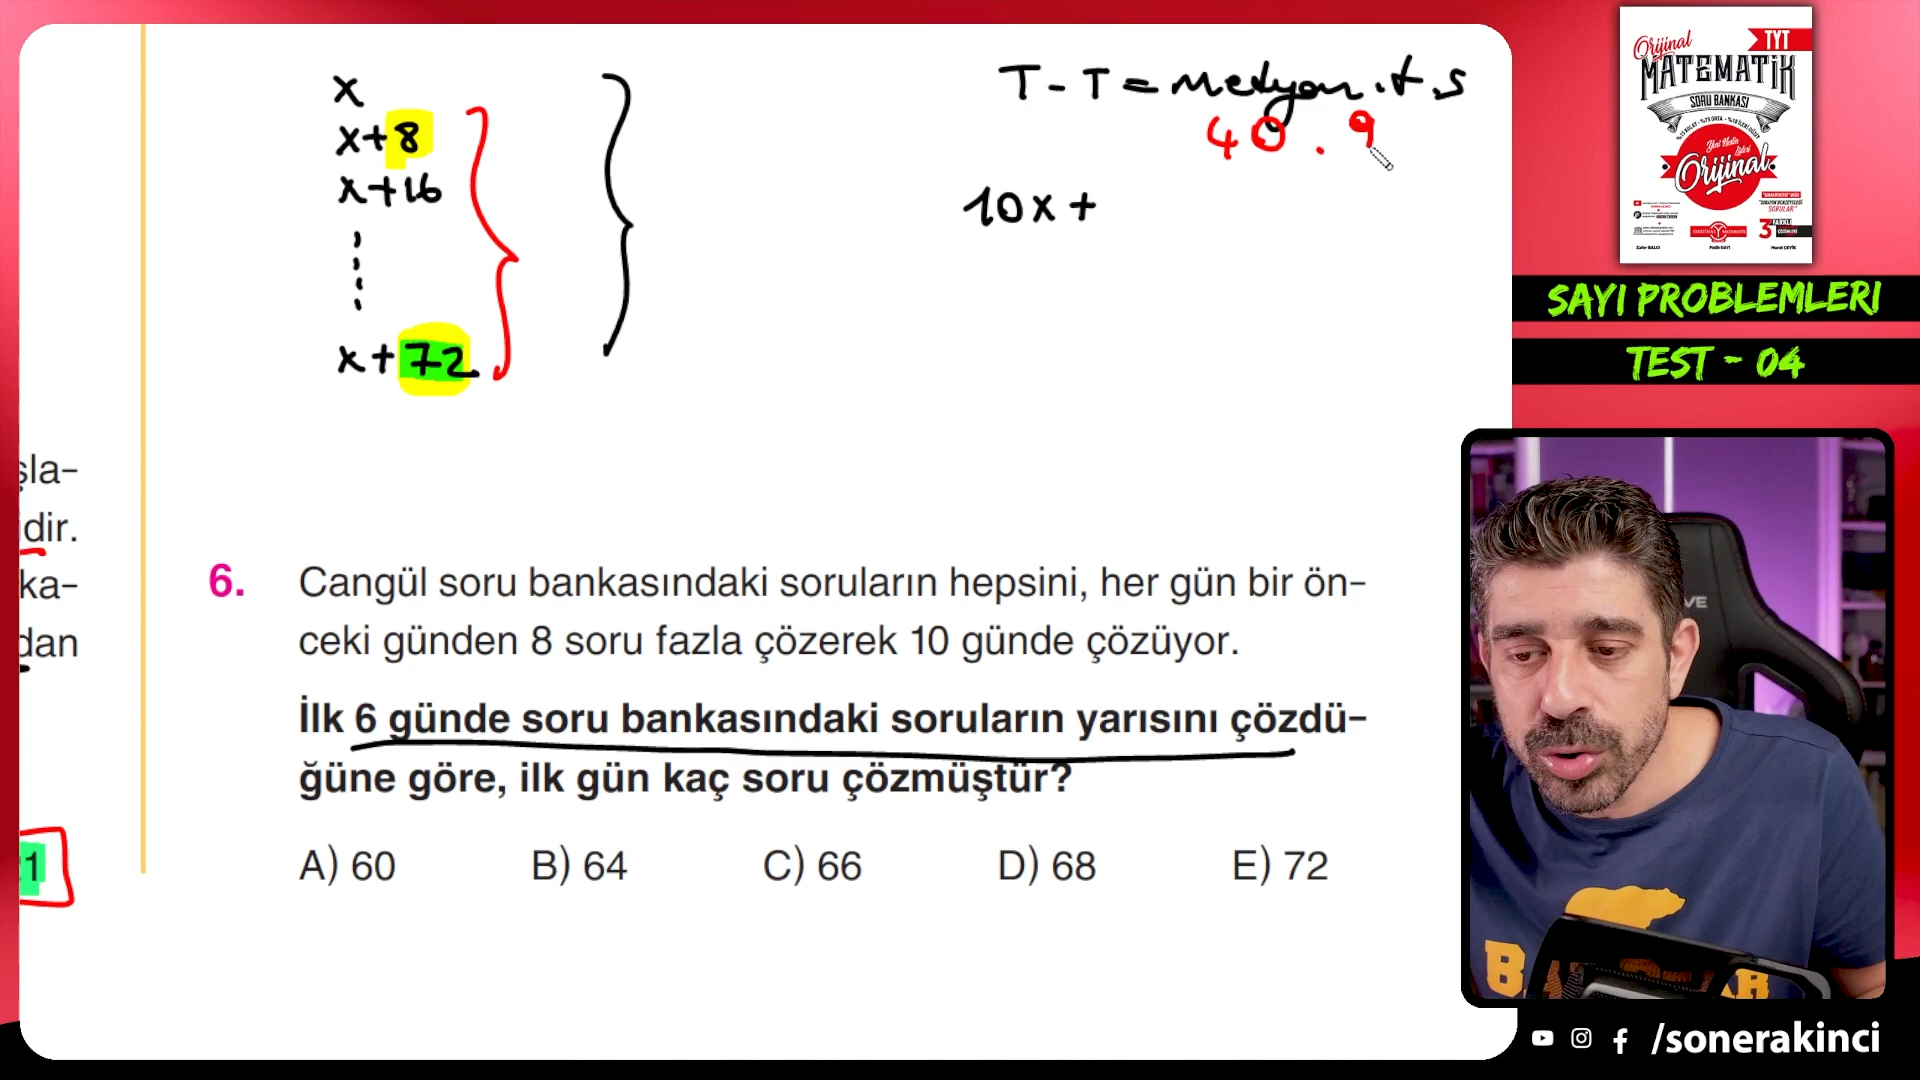 x
x+8
x+16
x+72
T-T = medyan.t.s
40.9
10x+
şla-
dir.
ka-
dan
1
6.
Cangül soru bankasındaki soruların hepsini, her gün bir ön-
ceki günden 8 soru fazla çözerek 10 günde çözüyor.
İlk 6 günde soru bankasındaki soruların yarısını çözdü-
ğüne göre, ilk gün kaç soru çözmüştür?
A) 60 B) 64 C) 66 D) 68 E) 72
Orijinal
TYT
MATEMATİK
SORU BANKASI
Orijinal
SAYI PROBLEMLERI
TEST - 04
/sonerakinci